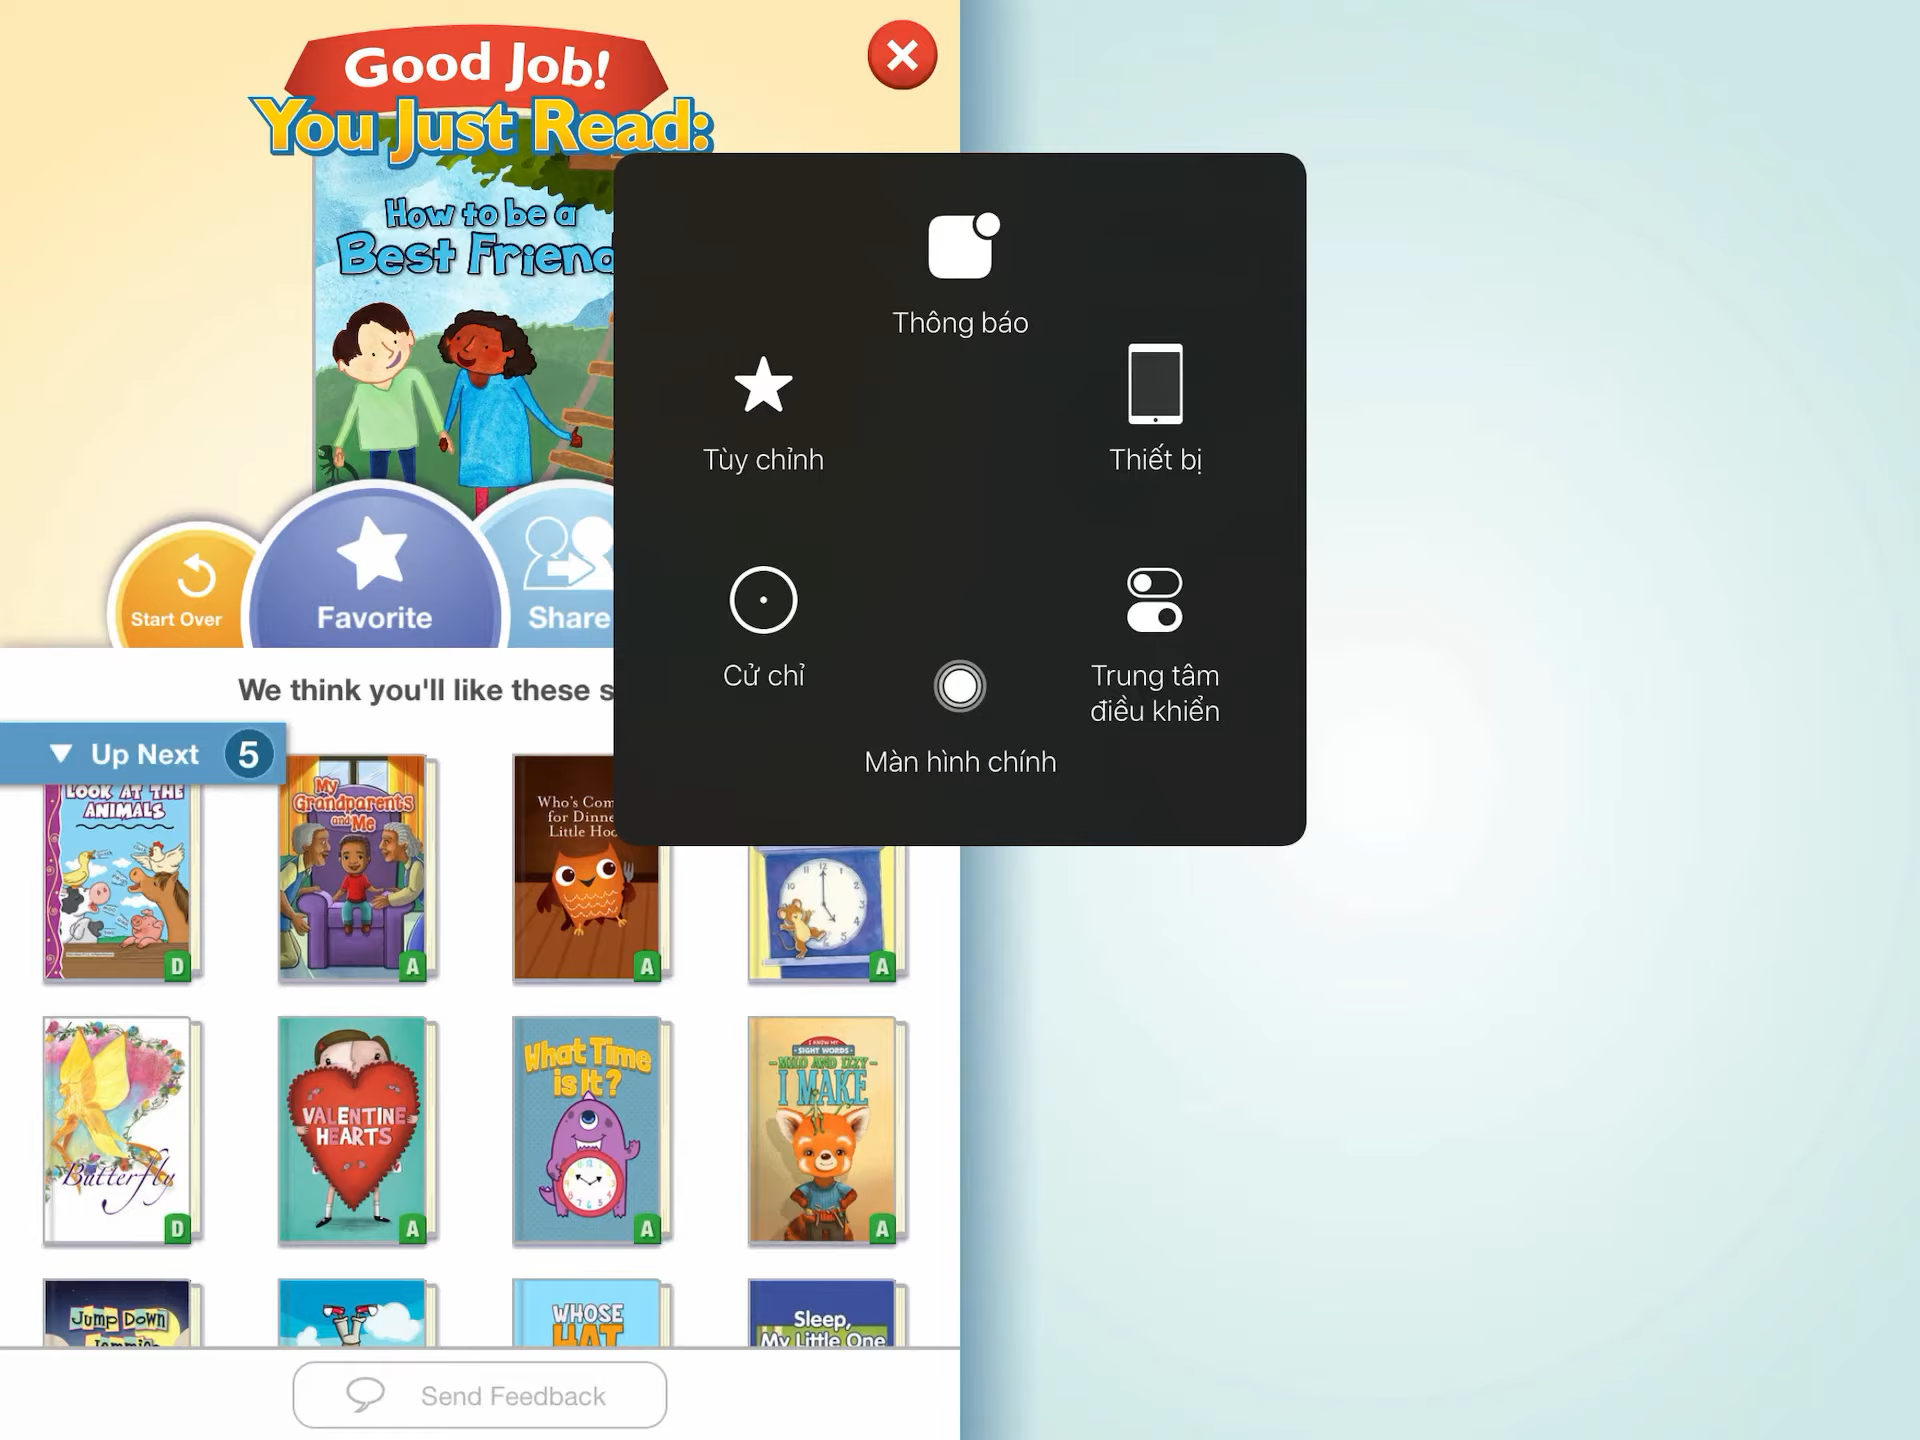 Good Job!
You Just Read:
How to be a
Best Friend
Thông báo
Tùy chỉnh
Thiết bị
Cử chỉ
Trung tâm
điều khiển
Màn hình chính
Start Over
Favorite
Share
We think you'll like these s
Up Next 5
LOOK AT THE
ANIMALS
D
My
Grandparents
and Me
A
Who's Com
for Dinne
Little Hoo
A
A
Butterfly
D
VALENTINE
HEARTS
A
What Time
is It?
A
I KNOW MY
SIGHT WORDS
MILO AND IZZY
I MAKE
A
Jump Down
WHOSE
HAT
Sleep,
My Little One
Send Feedback